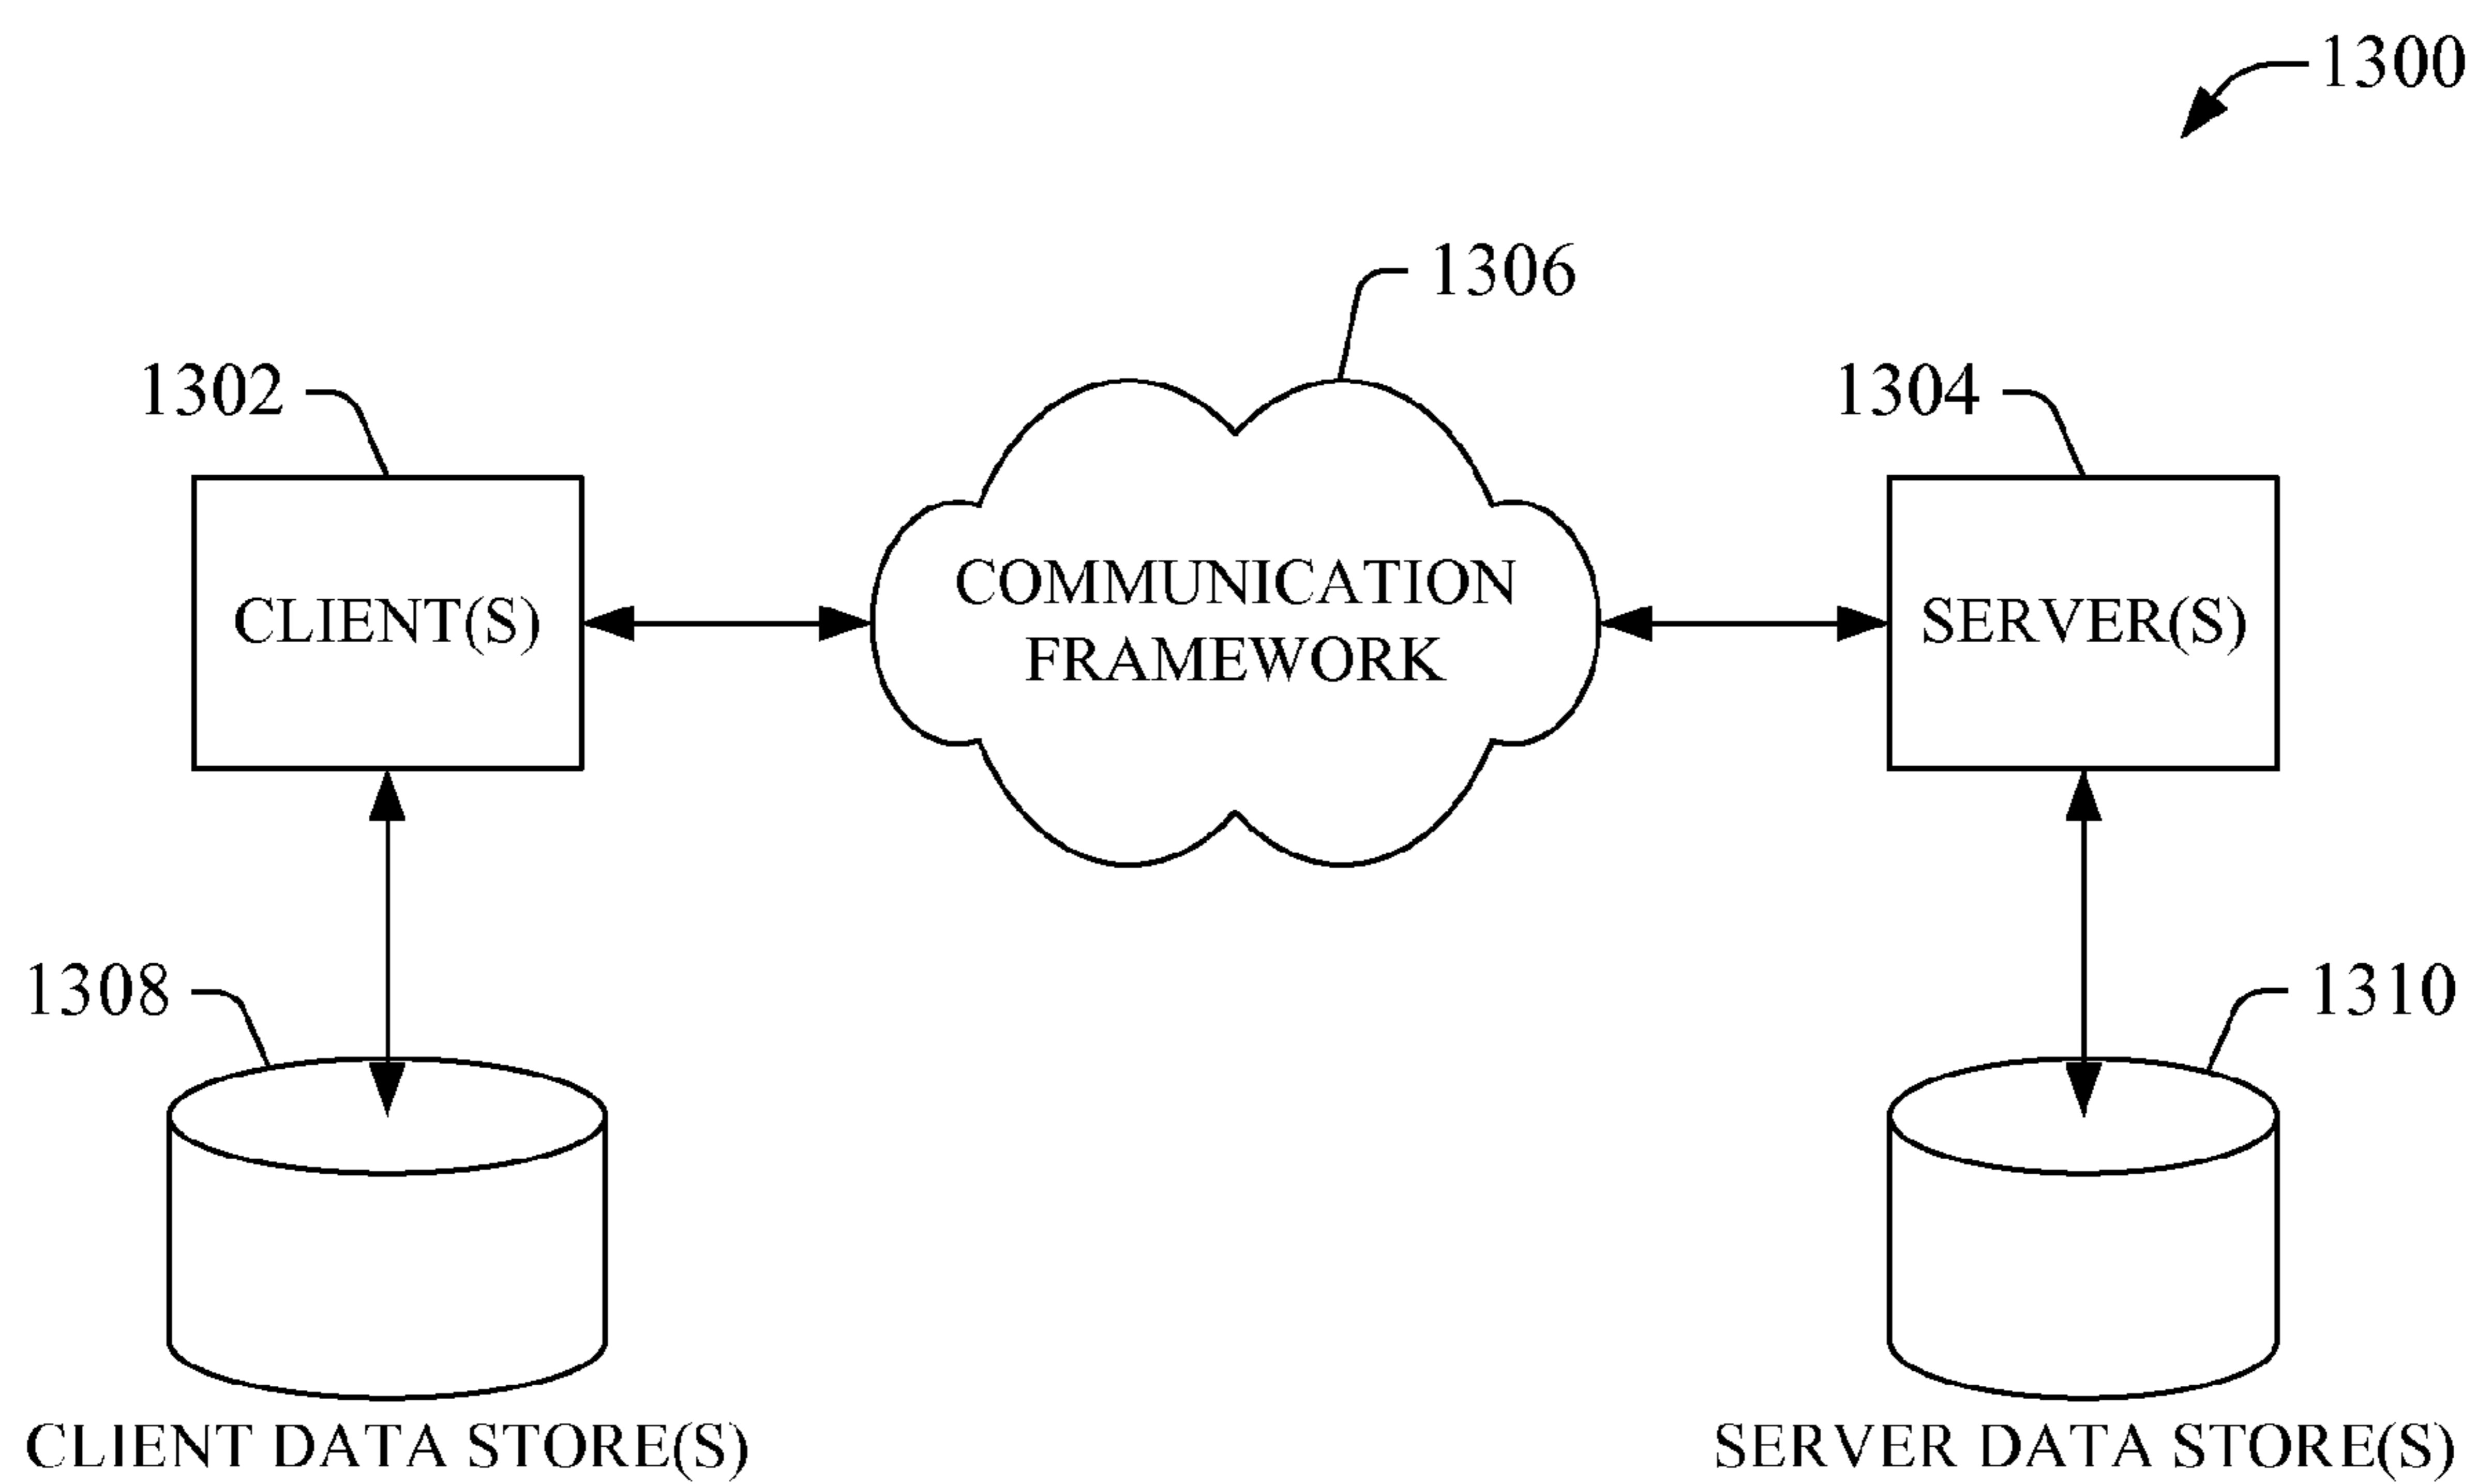 1300
1306
1302
1304
COMMUNICATION
FRAMEWORK
CLIENT(S)
SERVER(S)
1308
1310
CLIENT DATA STORE(S)
SERVER DATA STORE(S)